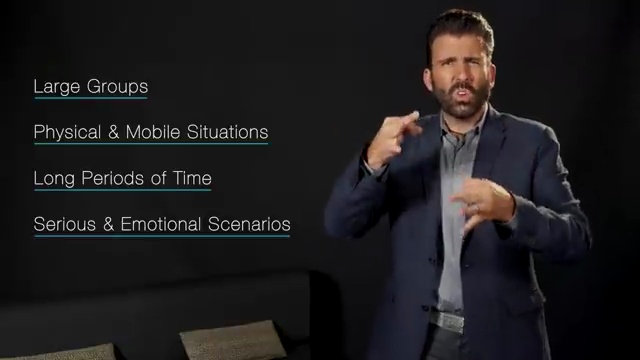 Large Groups
Physical & Mobile Situations
Long Periods of Time
Serious & Emotional Scenarios